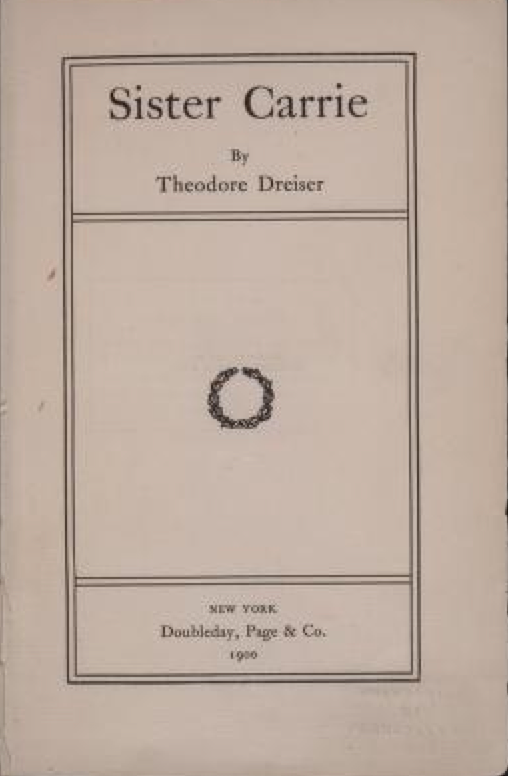 Sister Carrie
By
Theodore Dreiser
NEW YORK
Doubleday, Page & Co.
1900